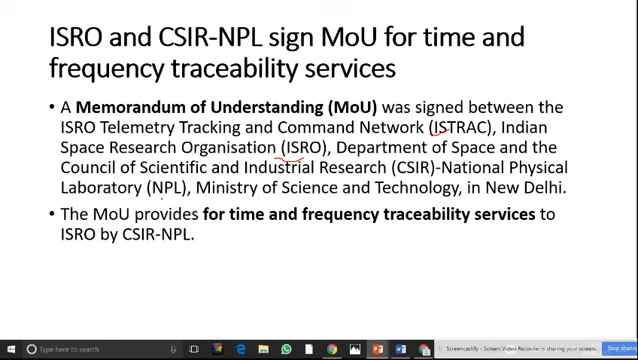 ISRO and CSIR-NPL sign MoU for time and
frequency traceability services
• A Memorandum of Understanding (MoU) was signed between the
ISRO Telemetry Tracking and Command Network (ISTRAC), Indian
Space Research Organisation (ISRO), Department of Space and the
Council of Scientific and Industrial Research (CSIR)-National Physical
Laboratory (NPL), Ministry of Science and Technology, in New Delhi.
• The MoU provides for time and frequency traceability services to
ISRO by CSIR-NPL.
Type here to search
Screencastify - Screen Video Recorder is sharing your screen.
Stop sharing